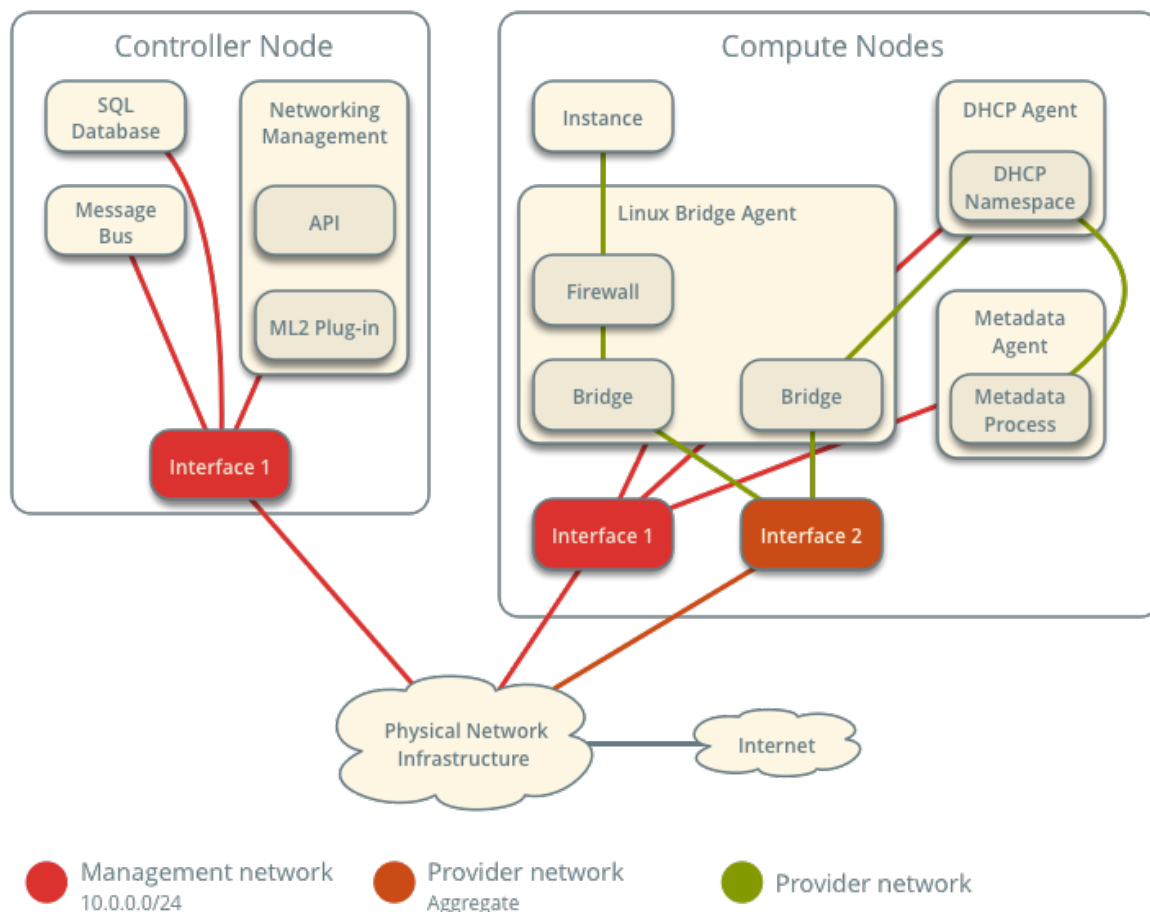 Controller Node
SQL
Database
Networking
Management
Message
Bus
API
ML2 Plug-in
Interface 1
Compute Nodes
Instance
DHCP Agent
DHCP
Namespace
Linux Bridge Agent
Firewall
Metadata
Agent
Bridge
Bridge
Metadata
Process
Interface 1
Interface 2
Physical Network
Infrastructure
Internet
Management network
10.0.0.0/24
Provider network
Aggregate
Provider network